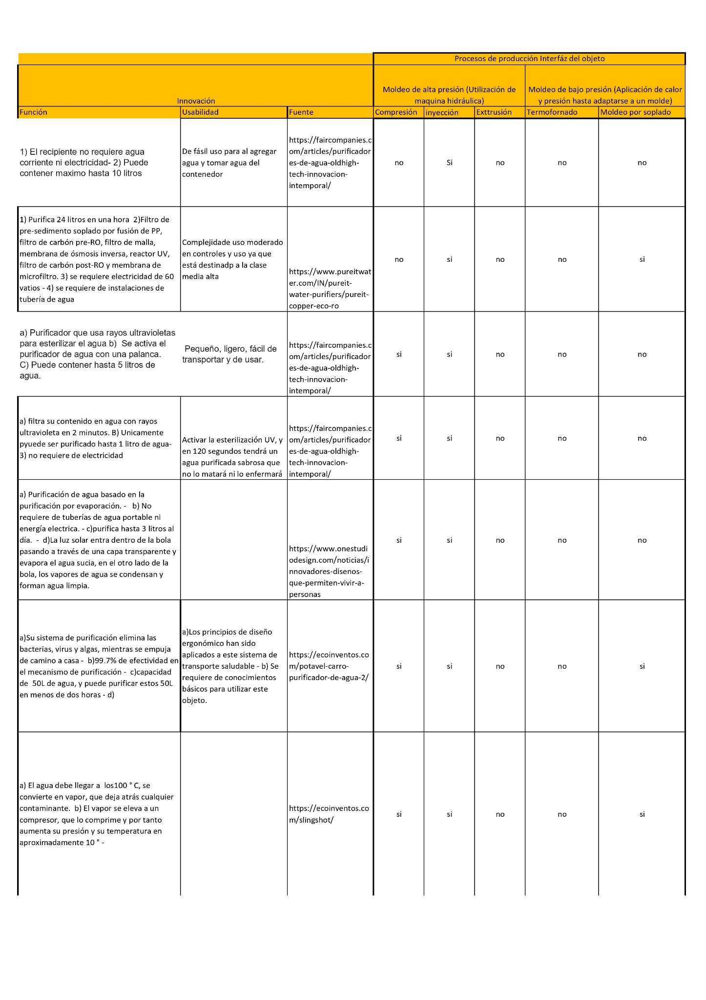 Procesos de producción Interfáz del objeto
Innovación
Moldeo de alta presión (Utilización de
maquina hidráulica)
Moldeo de bajo presión (Aplicación de calor
y presión hasta adaptarse a un molde)
Función
Usabilidad
Fuente
Compresión
inyección
Exttrusión
Termofornado
Moldeo por soplado
1) El recipiente no requiere agua
corriente ni electricidad- 2) Puede
contener maximo hasta 10 litros
De fásil uso para al agregar
agua y tomar agua del
contenedor
https://faircompanies.c
om/articles/purificador
es-de-agua-oldhigh-
tech-innovacion-
intemporal/
no
Si
no
no
no
1) Purifica 24 litros en una hora  2)Filtro de
pre-sedimento soplado por fusión de PP,
filtro de carbón pre-RO, filtro de malla,
membrana de ósmosis inversa, reactor UV,
filtro de carbón post-RO y membrana de
microfiltro. 3) se requiere electricidad de 60
vatios - 4) se requiere de instalaciones de
tubería de agua
Complejidade uso moderado
en controles y uso ya que
está destinadp a la clase
media alta
https://www.pureitwat
er.com/IN/pureit-
water-purifiers/pureit-
copper-eco-ro
no
si
no
no
si
a) Purificador que usa rayos ultravioletas
para esterilizar el agua b)  Se activa el
purificador de agua con una palanca.
C) Puede contener hasta 5 litros de
agua.
Pequeño, ligero, fácil de
transportar y de usar.
https://faircompanies.c
om/articles/purificador
es-de-agua-oldhigh-
tech-innovacion-
intemporal/
si
si
no
no
no
a) filtra su contenido en agua con rayos
ultravioleta en 2 minutos. B) Unicamente
pyuede ser purificado hasta 1 litro de agua-
3) no requiere de electricidad
Activar la esterilización UV, y
en 120 segundos tendrá un
agua purificada sabrosa que
no lo matará ni lo enfermará
https://faircompanies.c
om/articles/purificador
es-de-agua-oldhigh-
tech-innovacion-
intemporal/
si
si
no
no
no
a) Purificación de agua basado en la
purificación por evaporación. -   b) No
requiere de tuberías de agua portable ni
energía electrica. - c)purifica hasta 3 litros al
día.  -  d)La luz solar entra dentro de la bola
pasando a través de una capa transparente y
evapora el agua sucia, en el otro lado de la
bola, los vapores de agua se condensan y
forman agua limpia.
https://www.onestudi
odesign.com/noticias/i
nnovadores-disenos-
que-permiten-vivir-a-
personas
si
si
no
no
no
a)Su sistema de purificación elimina las
bacterias, virus y algas, mientras se empuja
de camino a casa -  b)99.7% de efectividad en
el mecanismo de purificación -  c)capacidad
de  50L de agua, y puede purificar estos 50L
en menos de dos horas - d)
a)Los principios de diseño
ergonómico han sido
aplicados a este sistema de
transporte saludable - b) Se
requiere de conocimientos
básicos para utilizar este
objeto.
https://ecoinventos.co
m/potavel-carro-
purificador-de-agua-2/
si
si
no
no
si
a) El agua debe llegar a  los100 ° C, se
convierte en vapor, que deja atrás cualquier
contaminante.  b) El vapor se eleva a un
compresor, que lo comprime y por tanto
aumenta su presión y su temperatura en
aproximadamente 10 ° -
https://ecoinventos.co
m/slingshot/
si
si
no
no
si